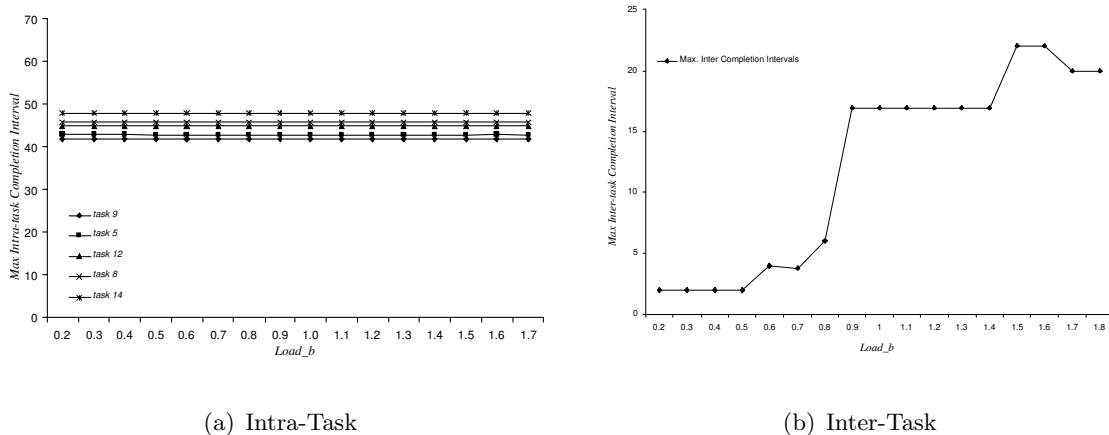 70
60
50
40
30
20
10
0
Max Intra-task Completion Interval
task 9
task 5
task 12
task 8
task 14
0.2 0.3 0.4 0.5 0.6 0.7 0.8 0.9 1.0 1.1 1.2 1.3 1.4 1.5 1.6 1.7
Load_b
(a) Intra-Task
25
20
15
10
5
0
Max Inter-task Completion Interval
Max. Inter Completion Intervals
0.2 0.3 0.4 0.5 0.6 0.7 0.8 0.9 1 1.1 1.2 1.3 1.4 1.5 1.6 1.7 1.8
Load_b
(b) Inter-Task